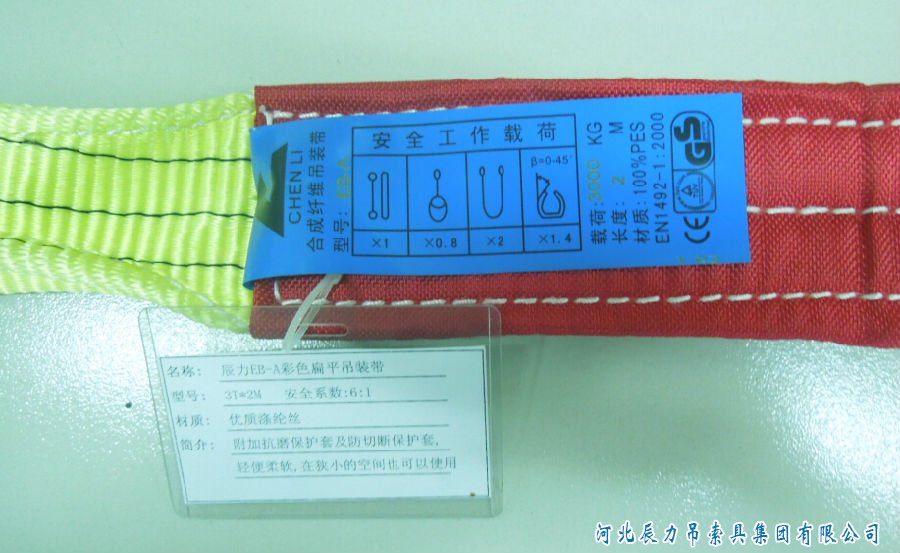 CHEN LI
合成纤维吊装带
型号: EB-A
安全工作载荷
β=0-45°
×1 ×0.8 ×2 ×1.4
载荷:3000 KG
长度: 2 M
材质:100%PES
EN1492-1:2000
GS
CE
名称: 辰力EB-A彩色扁平吊装带
型号: 3T*2M 安全系数:6:1
材质: 优质涤纶丝
简介: 附加抗磨保护套及防切断保护套,
轻便柔软,在狭小的空间也可以使用
河北辰力吊索具集团有限公司